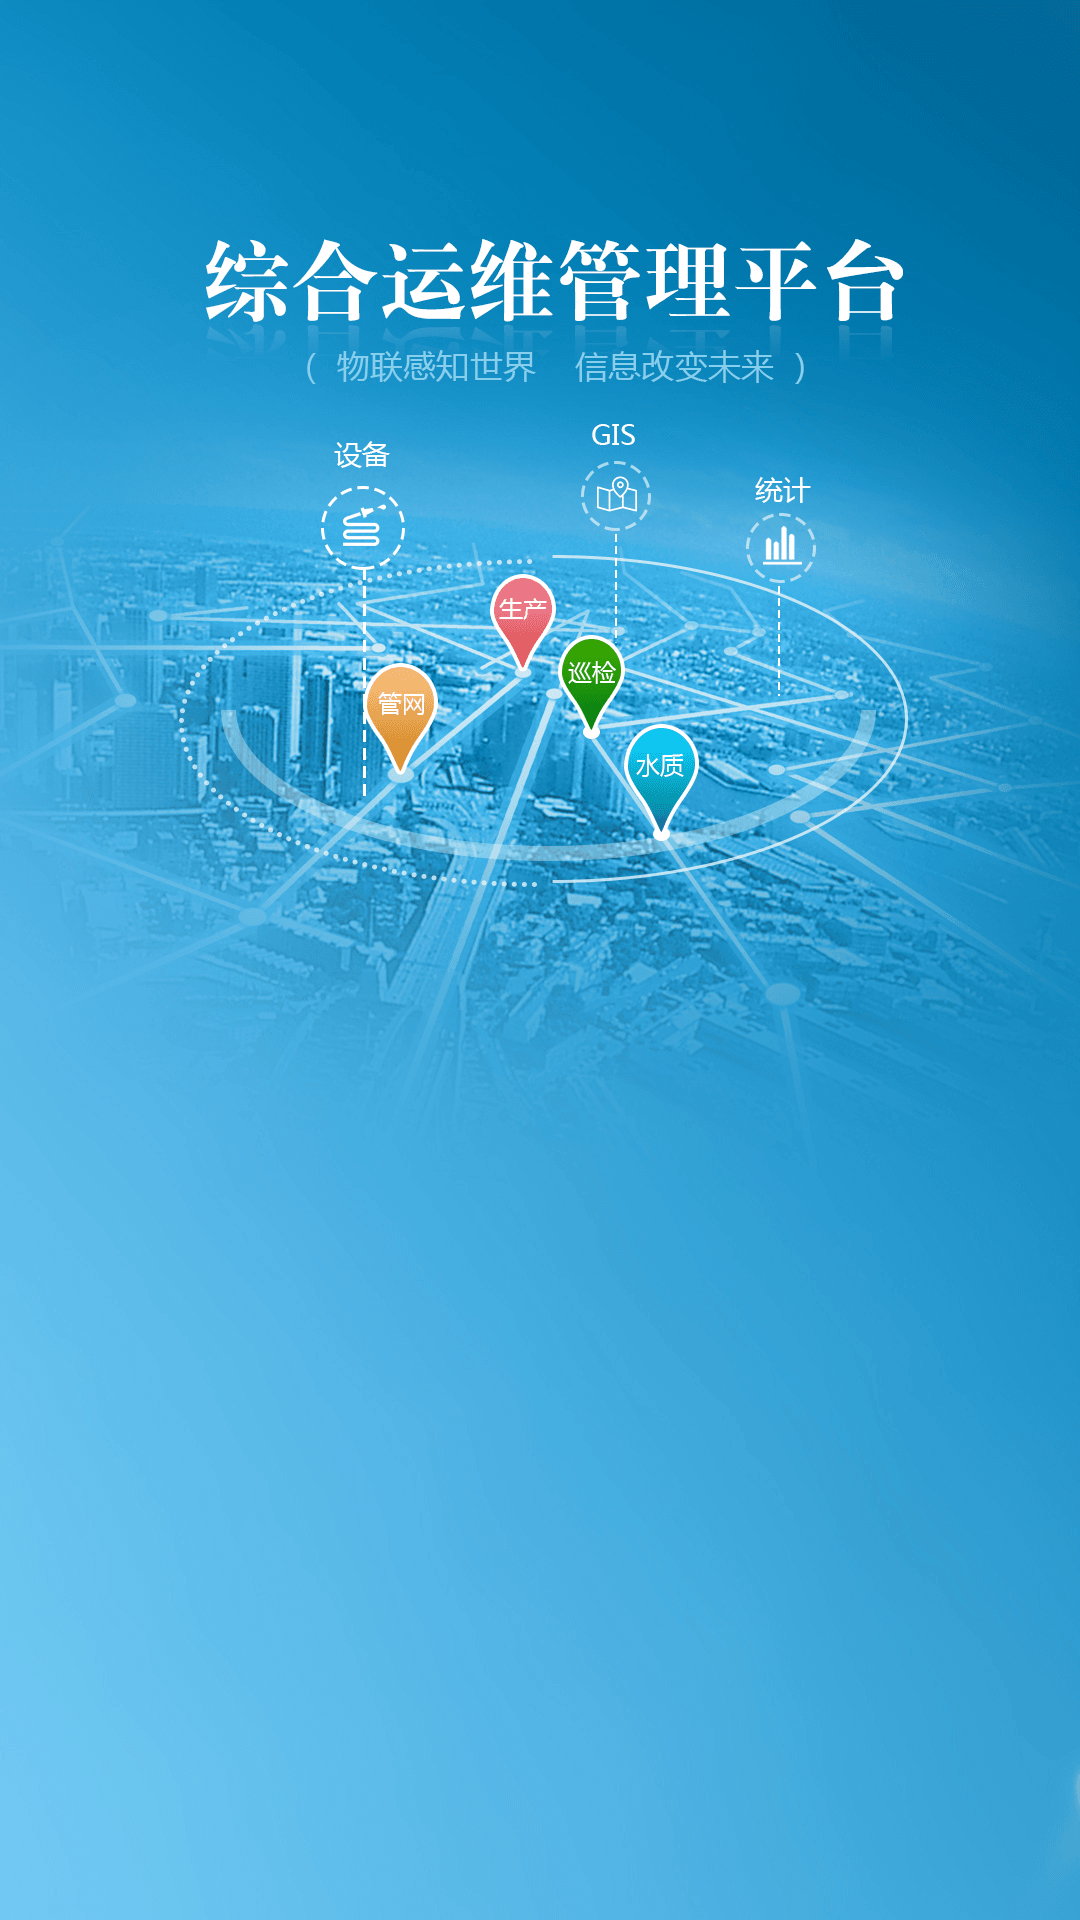 综合运维管理平台
（ 物联感知世界 信息改变未来 ）
GIS
设备
统计
生产
巡检
管网
水质